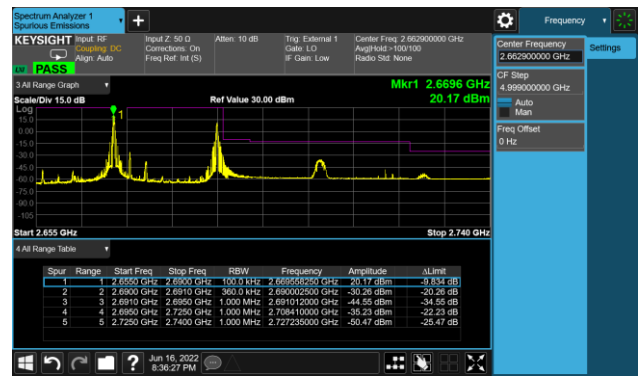 Spectrum Analyzer 1
Spurious Emissions
Frequency
KEYSIGHT
Input: RF
Coupling: DC
Align: Auto
Input Z: 50 Ω
Corrections: On
Freq Ref: Int (S)
Atten: 10 dB
Trig: External 1
Gate: LO
IF Gain: Low
Center Freq: 2.662900000 GHz
Avg|Hold >100/100
Radio Std: None
PASS
Center Frequency
2.662900000 GHz
Settings
CF Step
4.999000000 GHz
Auto
Man
Freq Offset
0 Hz
3 All Range Graph
Mkr1 2.6696 GHz
Scale/Div 15.0 dB
Ref Value 30.00 dBm
20.17 dBm
Log
1
15.0
0.00
-15.0
-30.0
-45.0
-60.0
-75.0
-90.0
-105
Start 2.655 GHz
Stop 2.740 GHz
4 All Range Table
Spur Range Start Freq Stop Freq RBW Frequency Amplitude ΔLimit
1 1 2.6550 GHz 2.6900 GHz 100.0 kHz 2.669558250 GHz 20.17 dBm -9.834 dB
2 2 2.6900 GHz 2.6910 GHz 360.0 kHz 2.690002500 GHz -30.26 dBm -20.26 dB
3 3 2.6910 GHz 2.6950 GHz 1.000 MHz 2.691012000 GHz -44.55 dBm -34.55 dB
4 4 2.6950 GHz 2.7250 GHz 1.000 MHz 2.708410000 GHz -35.23 dBm -22.23 dB
5 5 2.7250 GHz 2.7400 GHz 1.000 MHz 2.727235000 GHz -50.47 dBm -25.47 dB
Jun 16, 2022
8:36:27 PM